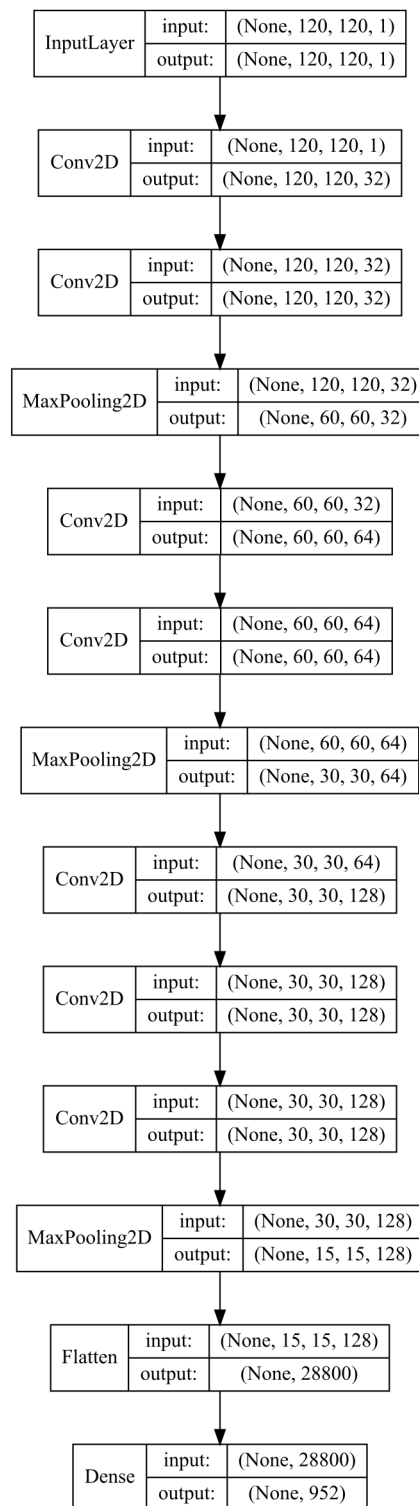 InputLayer input: (None, 120, 120, 1)
output: (None, 120, 120, 1)
Conv2D input: (None, 120, 120, 1)
output: (None, 120, 120, 32)
Conv2D input: (None, 120, 120, 32)
output: (None, 120, 120, 32)
MaxPooling2D input: (None, 120, 120, 32)
output: (None, 60, 60, 32)
Conv2D input: (None, 60, 60, 32)
output: (None, 60, 60, 64)
Conv2D input: (None, 60, 60, 64)
output: (None, 60, 60, 64)
MaxPooling2D input: (None, 60, 60, 64)
output: (None, 30, 30, 64)
Conv2D input: (None, 30, 30, 64)
output: (None, 30, 30, 128)
Conv2D input: (None, 30, 30, 128)
output: (None, 30, 30, 128)
Conv2D input: (None, 30, 30, 128)
output: (None, 30, 30, 128)
MaxPooling2D input: (None, 30, 30, 128)
output: (None, 15, 15, 128)
Flatten input: (None, 15, 15, 128)
output: (None, 28800)
Dense input: (None, 28800)
output: (None, 952)